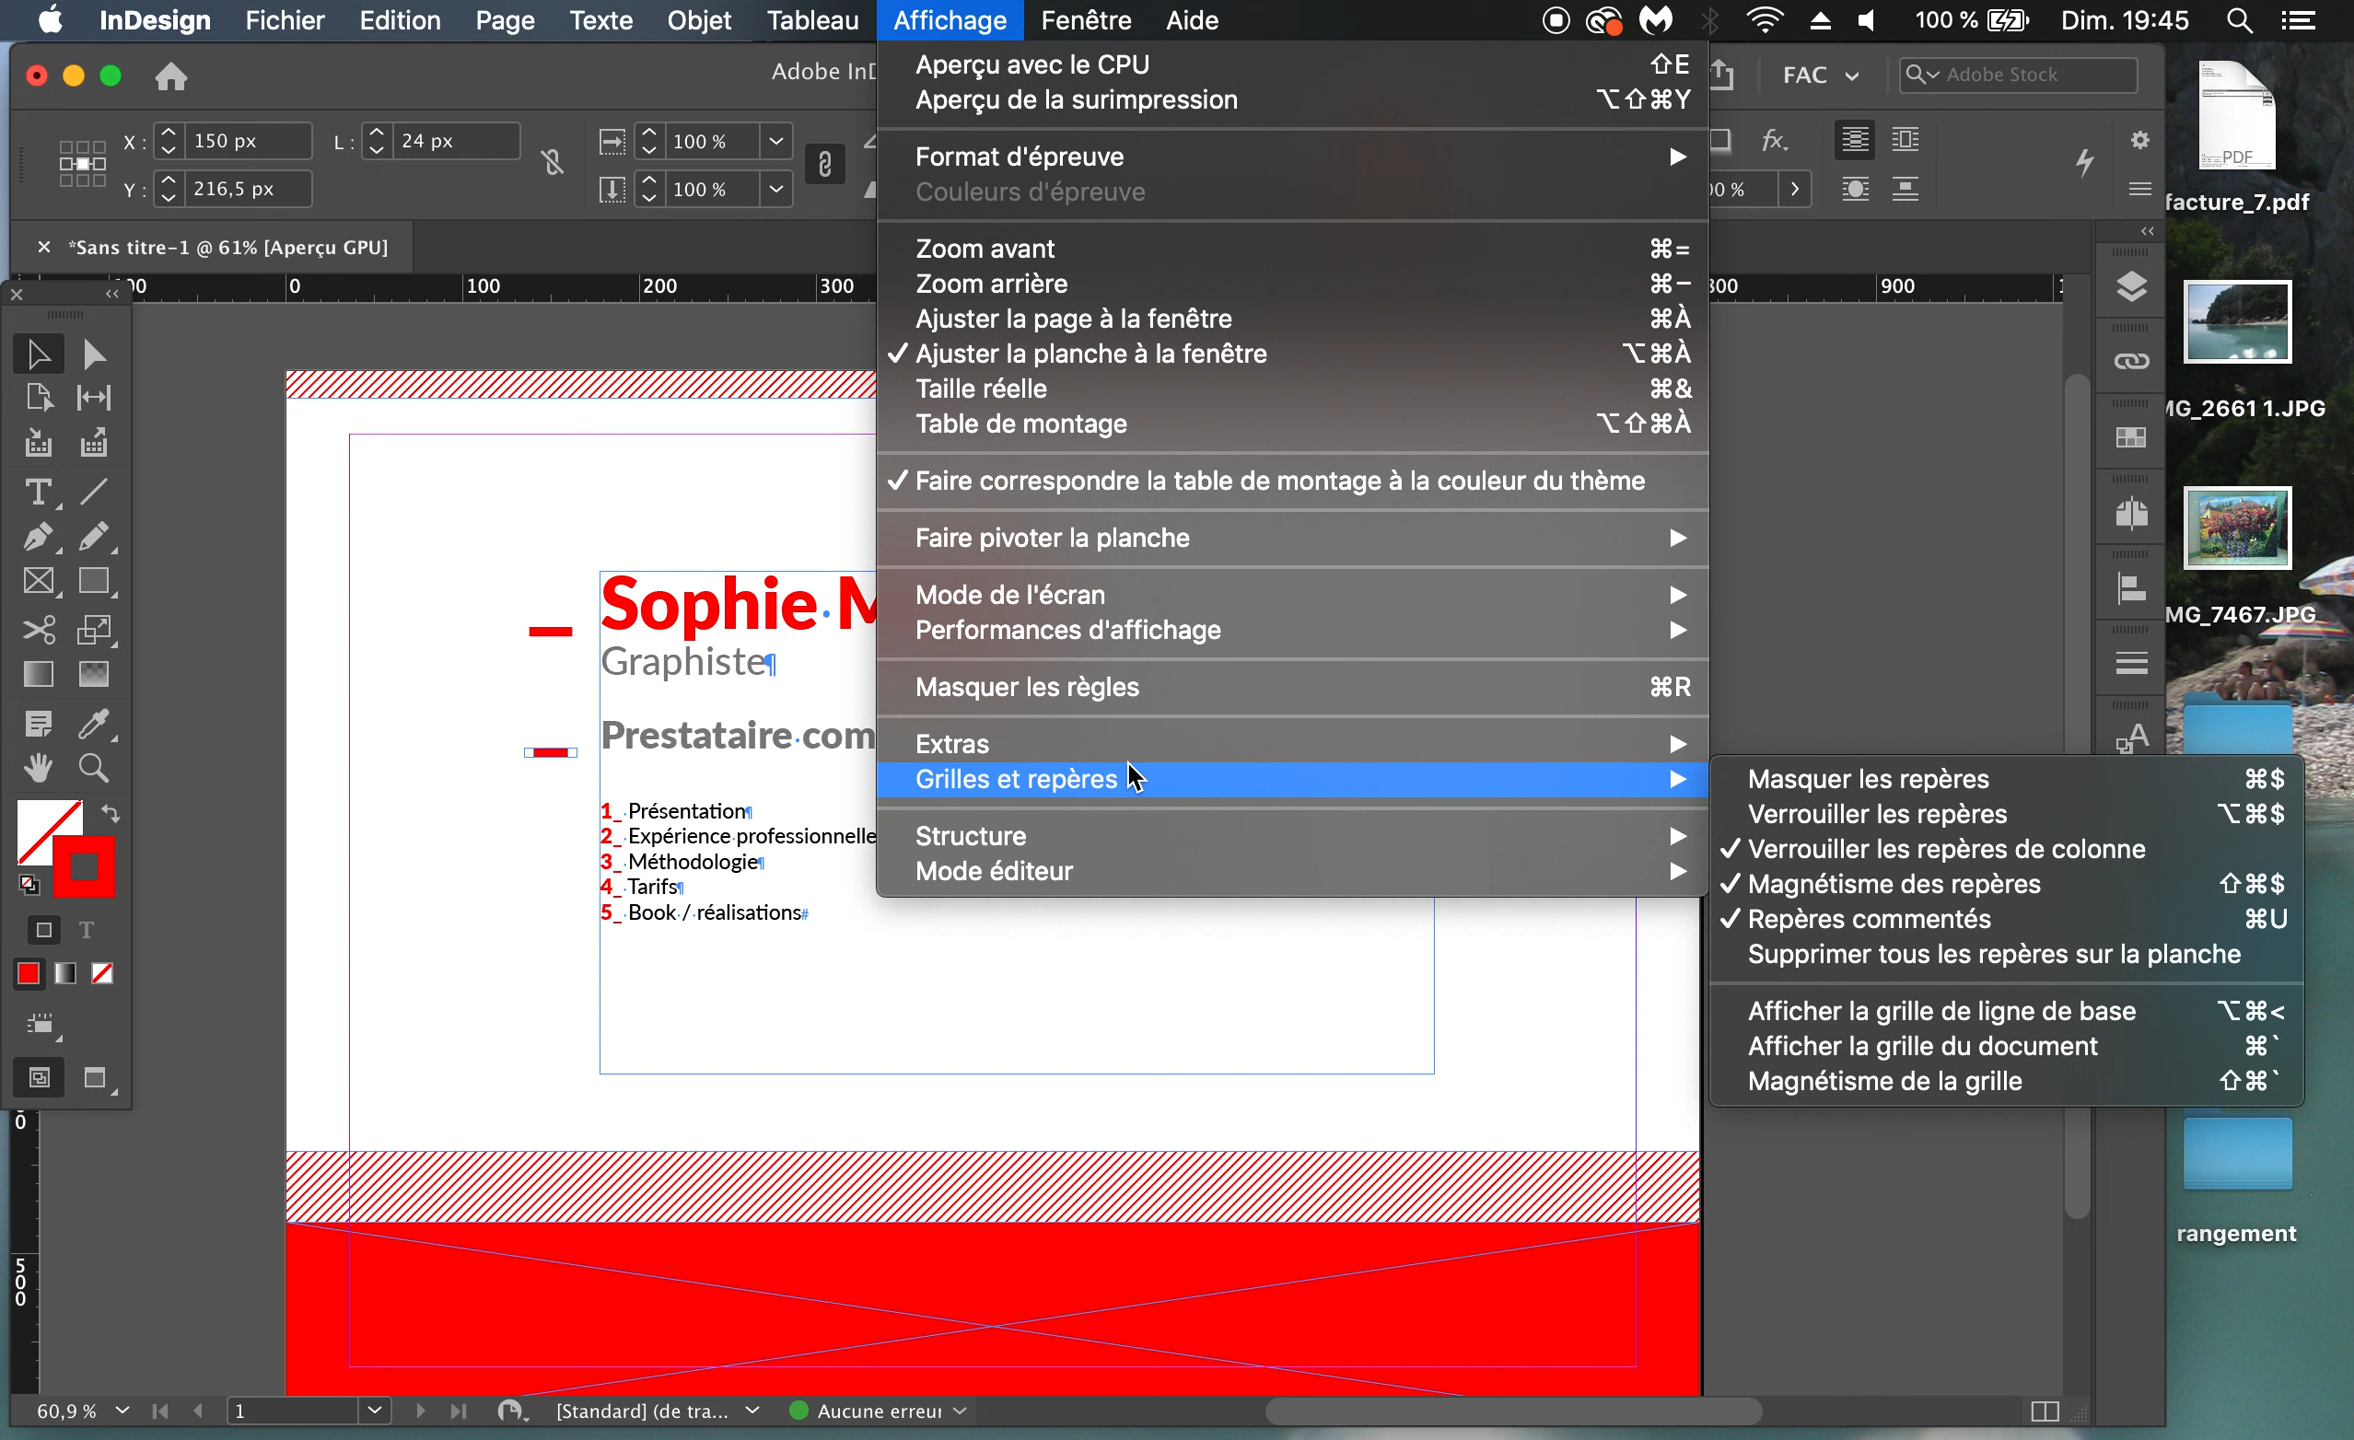 InDesign Fichier Edition Page Texte Objet Tableau Affichage Fenêtre Aide 100 % Dim. 19:45
FAC Adobe Stock
X : 150 px L : 24 px 100 %
Y : 216,5 px 100 %
fx.
*Sans titre-1 @ 61% [Aperçu GPU]
0 100 200 300 900
Aperçu avec le CPU ⇧E
Aperçu de la surimpression ⌥⇧⌘Y
Format d'épreuve
Couleurs d'épreuve
Zoom avant ⌘=
Zoom arrière ⌘−
Ajuster la page à la fenêtre ⌘À
✓ Ajuster la planche à la fenêtre ⌥⌘À
Taille réelle ⌘&
Table de montage ⌥⇧⌘À
✓ Faire correspondre la table de montage à la couleur du thème
Faire pivoter la planche
Mode de l'écran
Performances d'affichage
Masquer les règles ⌘R
Extras
Grilles et repères
Structure
Mode éditeur
Masquer les repères ⌘$
Verrouiller les repères ⌥⌘$
✓ Verrouiller les repères de colonne
✓ Magnétisme des repères ⇧⌘$
✓ Repères commentés ⌘U
Supprimer tous les repères sur la planche
Afficher la grille de ligne de base ⌥⌘<
Afficher la grille du document ⌘`
Magnétisme de la grille ⇧⌘`
Sophie
Graphiste¶
Prestataire
1_ Présentation¶
2_ Expérience professionnelle
3_ Méthodologie¶
4_ Tarifs¶
5_ Book / réalisations#
500
60,9 % 1 [Standard] (de tra... Aucune erreur
PDF
facture_7.pdf
MG_2661 1.JPG
MG_7467.JPG
rangement